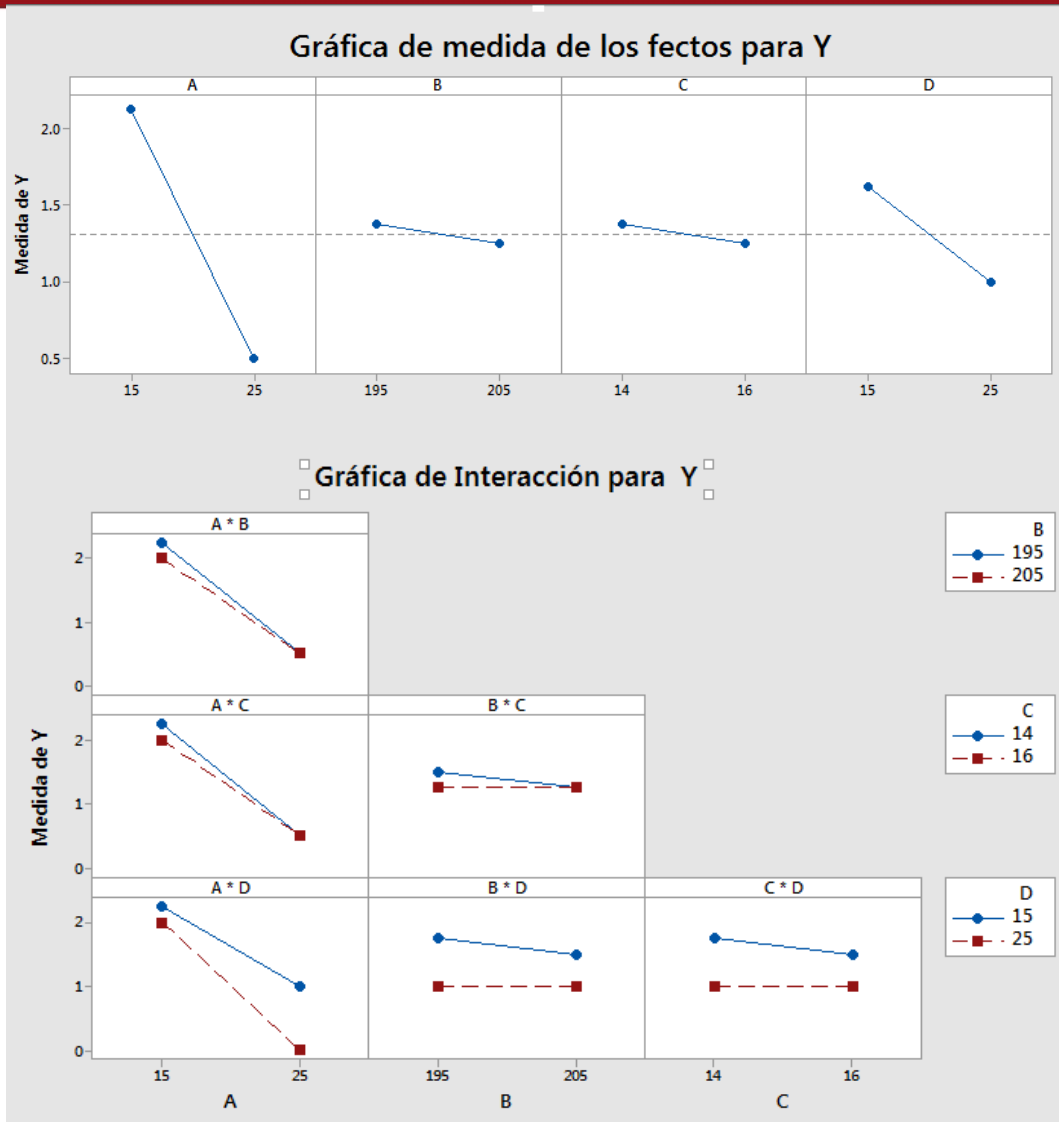 Gráfica de medida de los fectos para Y
A B C D
Medida de Y
2.0
1.5
1.0
0.5
15 25 195 205 14 16 15 25
Gráfica de Interacción para Y
A * B
2
1
0
B
195
205
Medida de Y
A * C B * C
2
1
0
C
14
16
A * D B * D C * D
2
1
0
D
15
25
15 25 195 205 14 16
A B C